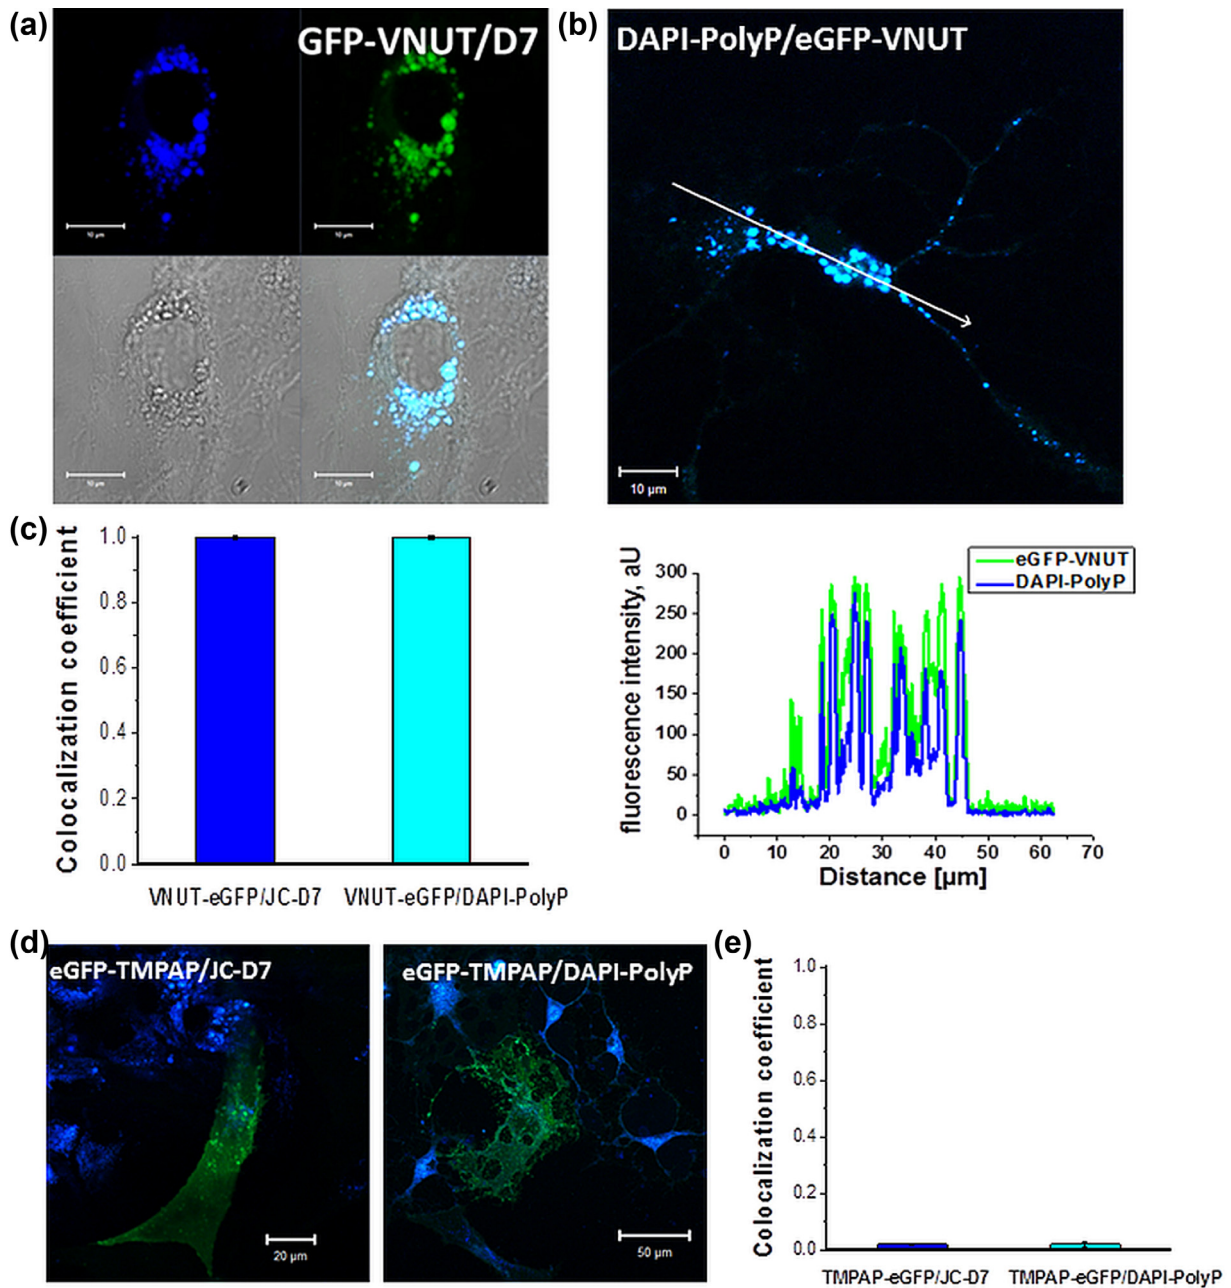 (a)
GFP-VNUT/D7
10 µm
10 µm
10 µm
10 µm
(b)
DAPI-PolyP/eGFP-VNUT
10 µm
(c)
Colocalization coefficient
1.0
0.8
0.6
0.4
0.2
0.0
VNUT-eGFP/JC-D7
VNUT-eGFP/DAPI-PolyP
eGFP-VNUT
DAPI-PolyP
fluorescence intensity, aU
300
250
200
150
100
50
0
0
10
20
30
40
50
60
70
Distance [µm]
(d)
eGFP-TMPAP/JC-D7
20 µm
eGFP-TMPAP/DAPI-PolyP
50 µm
(e)
Colocalization coefficient
1.0
0.8
0.6
0.4
0.2
0.0
TMPAP-eGFP/JC-D7
TMPAP-eGFP/DAPI-PolyP